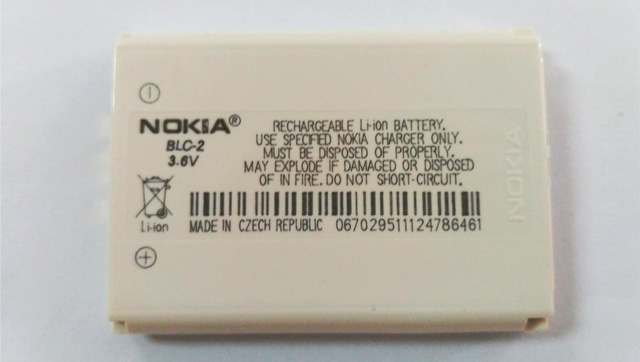 NOKIA®
BLC-2
3.6V
RECHARGEABLE Li-ion BATTERY.
USE SPECIFIED NOKIA CHARGER ONLY.
MUST BE DISPOSED OF PROPERLY.
MAY EXPLODE IF DAMAGED OR DISPOSED
OF IN FIRE. DO NOT SHORT-CIRCUIT.
Li-ion
MADE IN CZECH REPUBLIC 0670295111247​86461
NOKIA